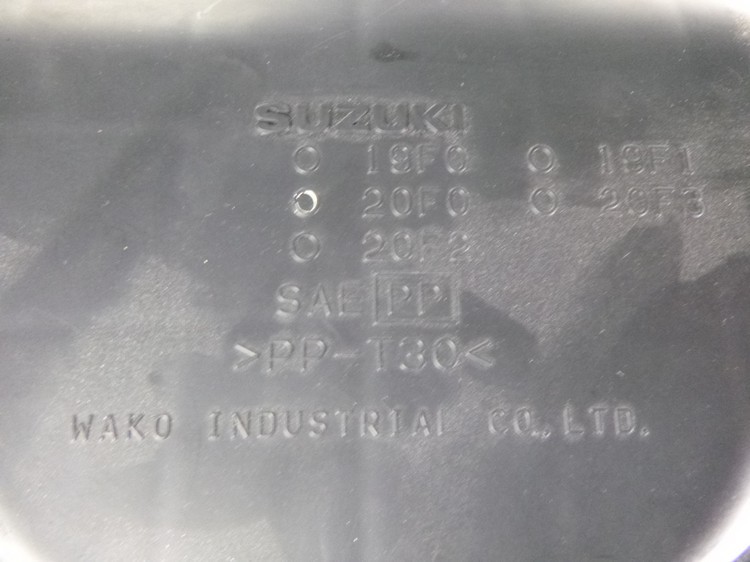 SUZUKI
19F0 19F1
20F0 20F3
20F2
SAE PP
>PP-T30<
WAKO INDUSTRIAL CO.,LTD.